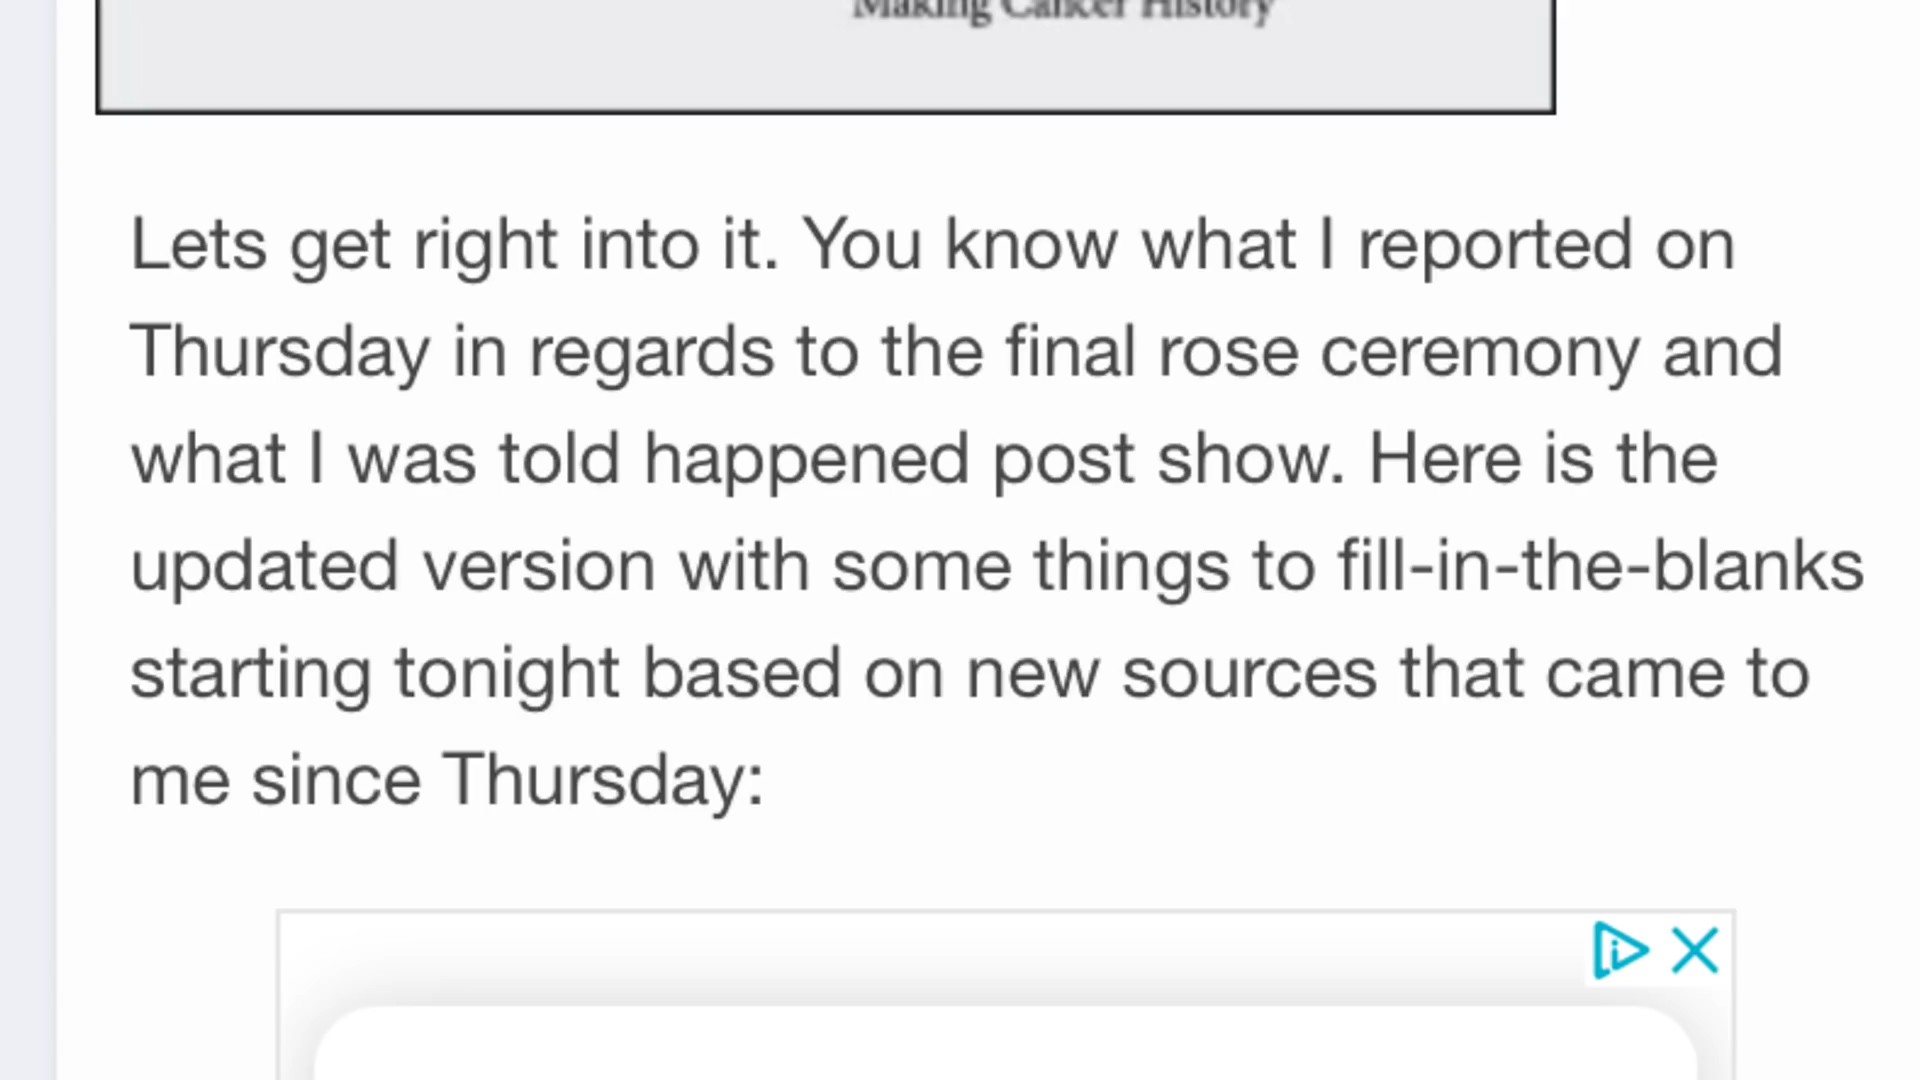 Making Cancer History
Lets get right into it. You know what I reported on
Thursday in regards to the final rose ceremony and
what I was told happened post show. Here is the
updated version with some things to fill-in-the-blanks
starting tonight based on new sources that came to
me since Thursday: